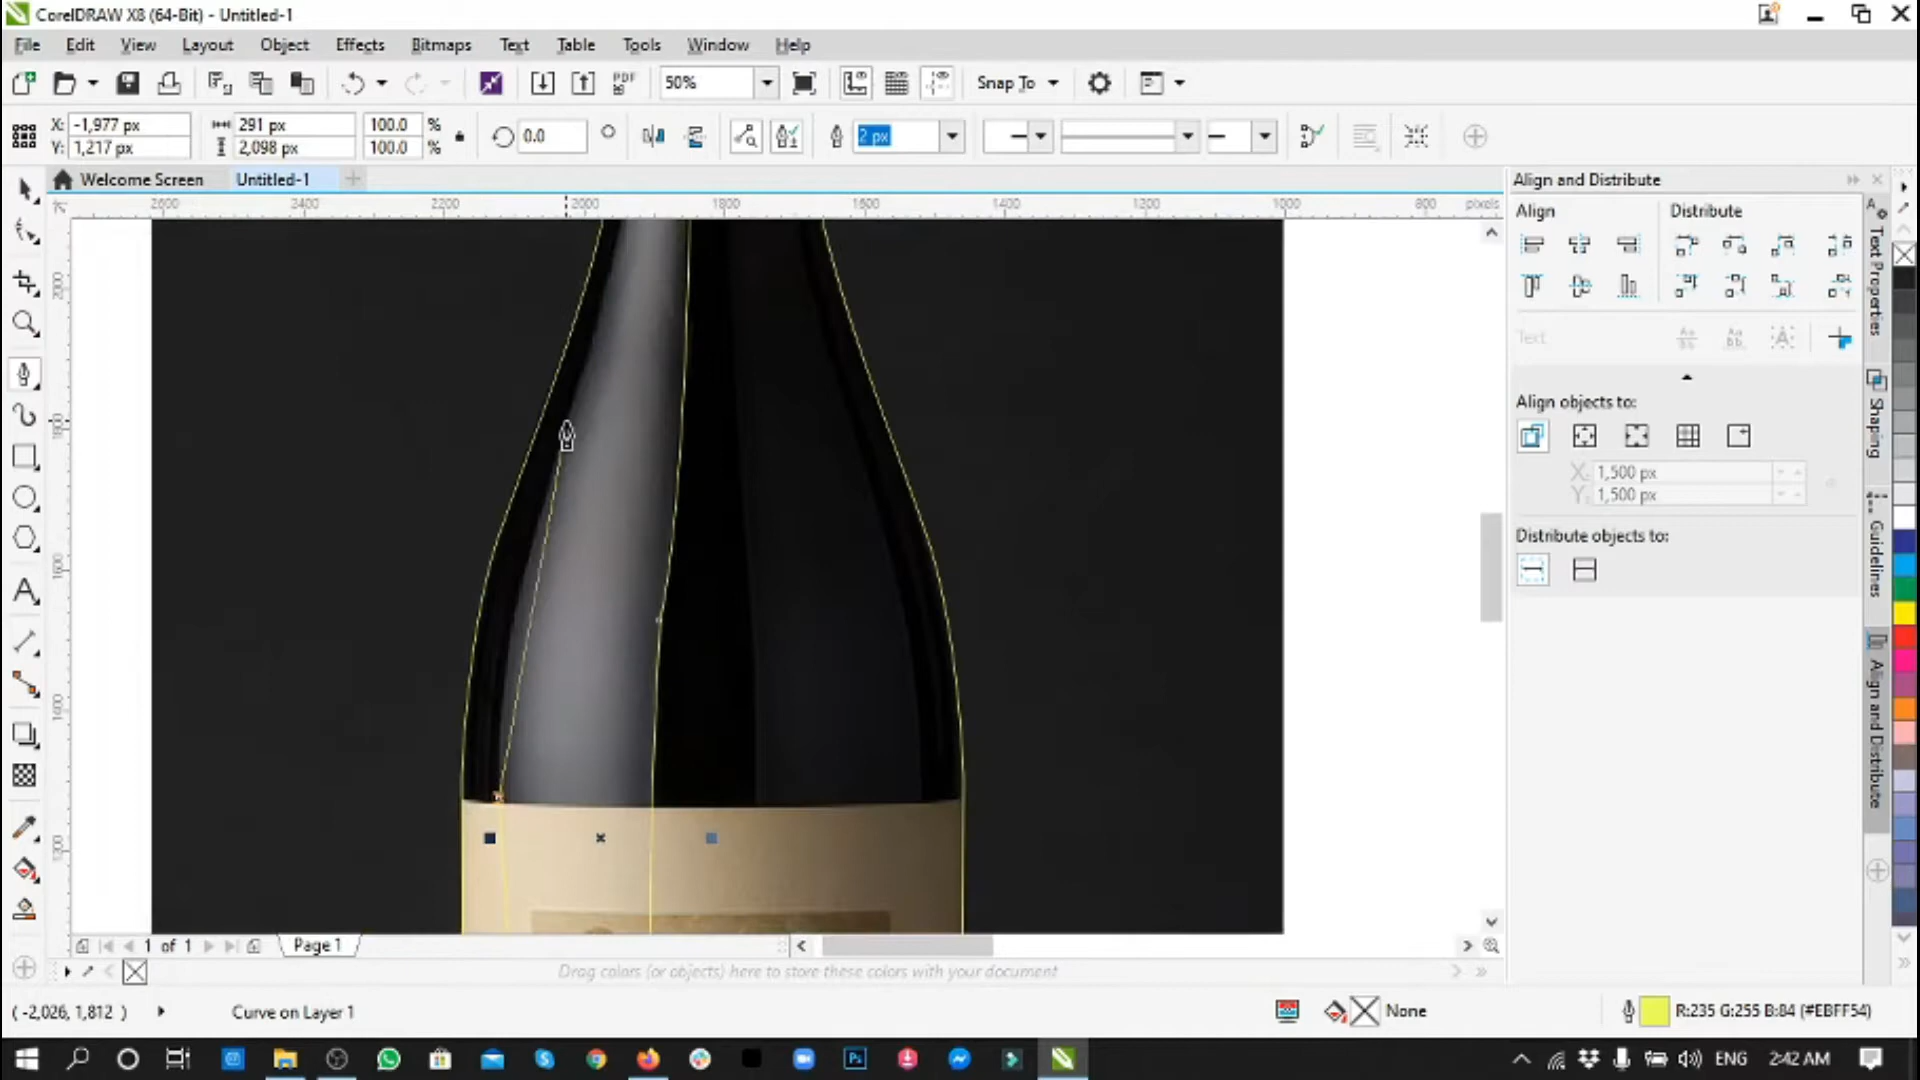 CorelDRAW X8 (64-Bit) - Untitled-1
File Edit View Layout Object Effects Bitmaps Text Table Tools Window Help
PDF 50% Snap To
X: -1,977 px 291 px 100.0 % 0.0 2 px
Y: 1,217 px 2,098 px 100.0 %
Welcome Screen Untitled-1
2600 2400 2200 2000 1800 1600 1400 1200 1000 800 pixels
2000
1800
1600
1400
Align and Distribute
Align Distribute
Text
Align objects to:
X: 1,500 px
Y: 1,500 px
Distribute objects to:
Text Properties
Shaping
Guidelines
Align and Distribute
1 of 1 Page 1
Drag colors (or objects) here to store these colors with your document
( -2,026, 1,812 ) Curve on Layer 1 None R:235 G:255 B:84 (#EBFF54)
Ps ENG 2:42 AM